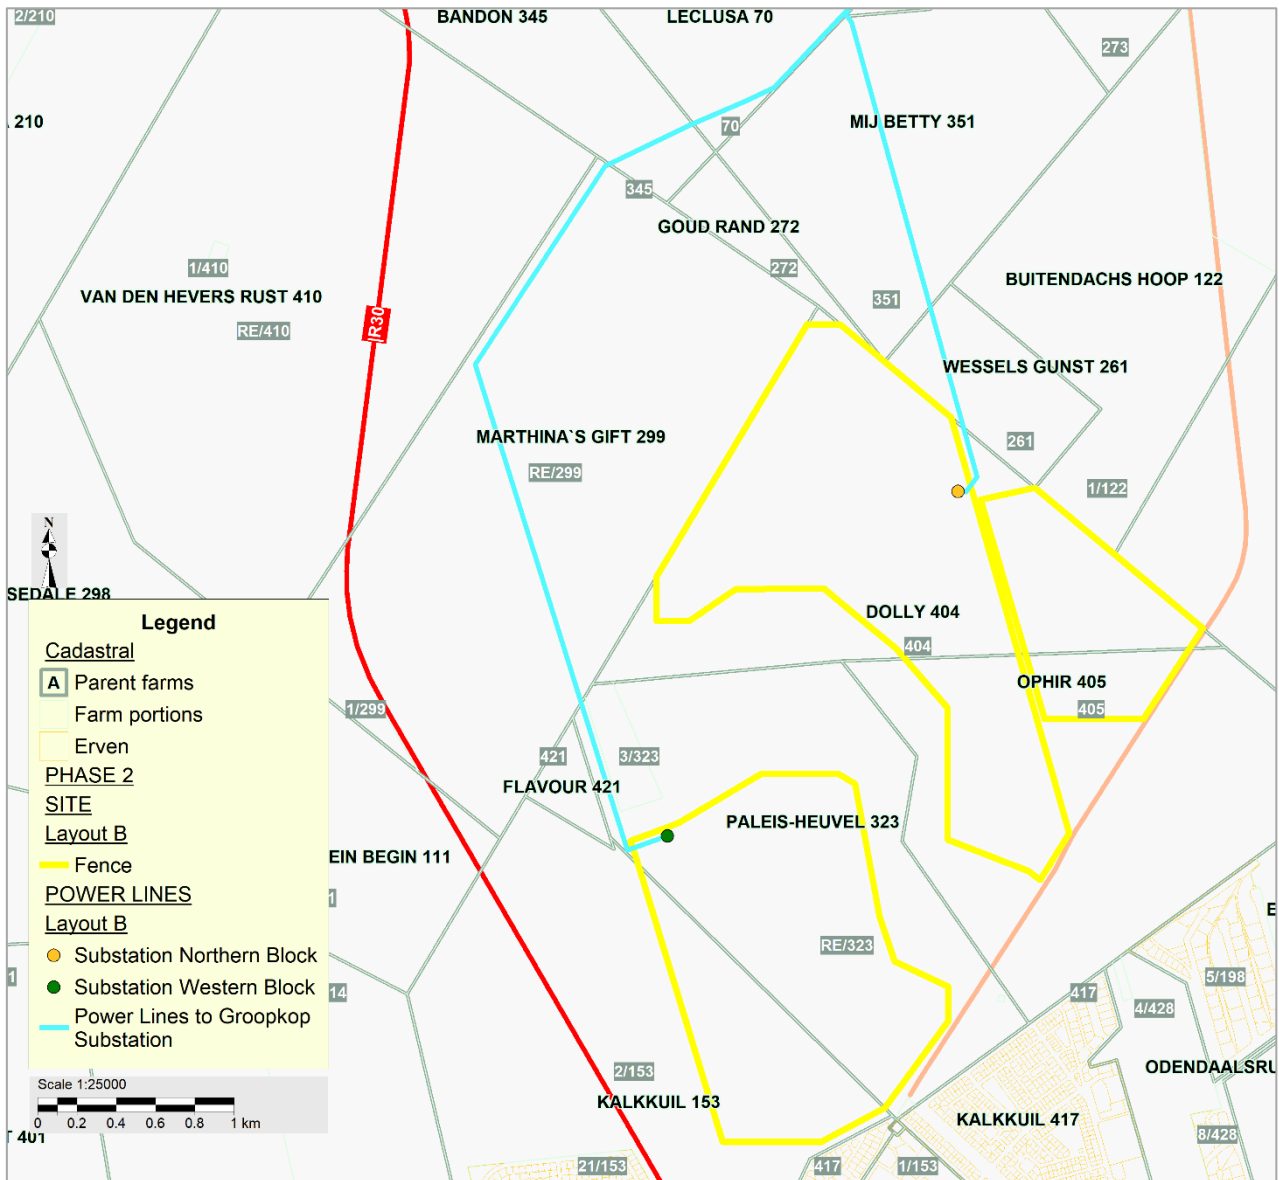 2/210
BANDON 345
LECLUSA 70
273
210
70
MIJ BETTY 351
345
GOUD RAND 272
1/410
272
BUITENDACHS HOOP 122
VAN DEN HEVERS RUST 410
351
RE/410
R30
WESSELS GUNST 261
MARTHINA`S GIFT 299
261
RE/299
1/122
N
SEDALE 298
DOLLY 404
404
OPHIR 405
405
1/299
421
3/323
FLAVOUR 421
PALEIS-HEUVEL 323
EIN BEGIN 111
1
RE/323
E
1
14
417
5/198
4/428
2/153
ODENDAALSRU
KALKKUIL 153
KALKKUIL 417
401
8/428
21/153
417
1/153
Legend
Cadastral
A Parent farms
Farm portions
Erven
PHASE 2
SITE
Layout B
Fence
POWER LINES
Layout B
Substation Northern Block
Substation Western Block
Power Lines to Groopkop
Substation
Scale 1:25000
0 0.2 0.4 0.6 0.8 1 km